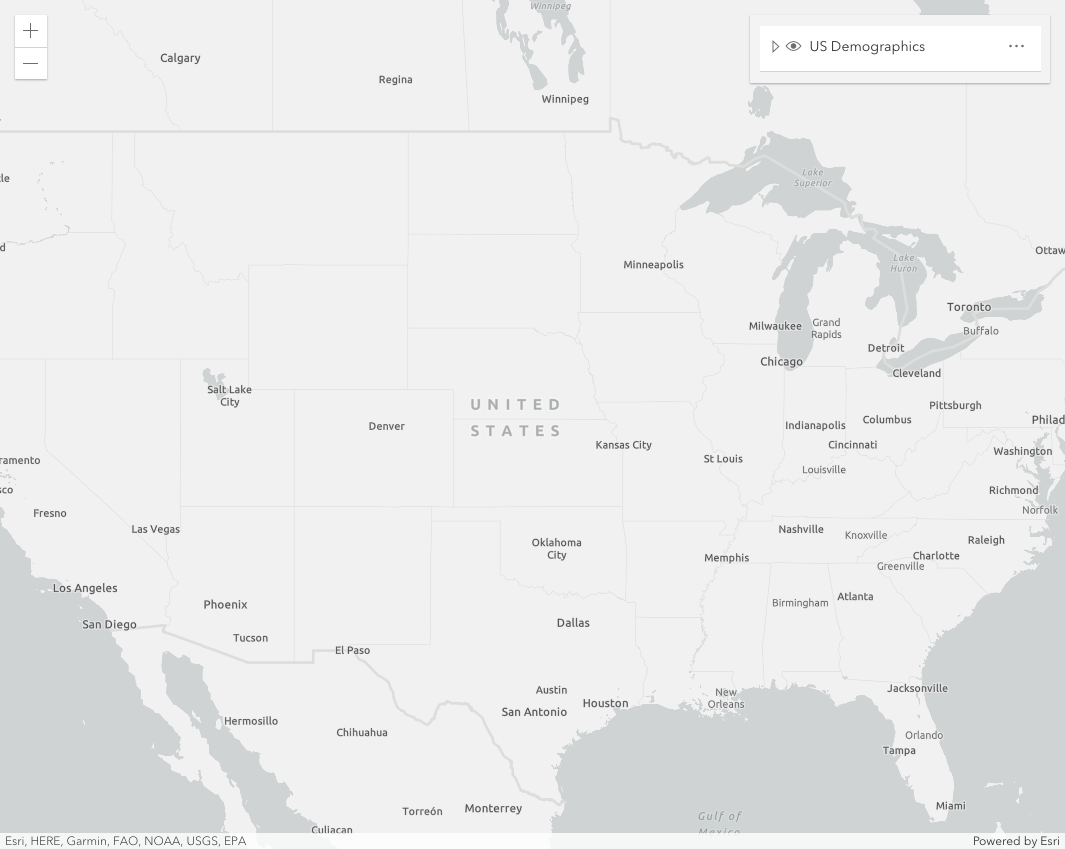 Winnipeg
US Demographics
Calgary
Regina
Winnipeg
Lake
Superior
Ottaw
Lake
Huron
Minneapolis
Toronto
Milwaukee
Grand
Rapids
Buffalo
Detroit
Chicago
Cleveland
Salt Lake
City
UNITED
STATES
Pittsburgh
Denver
Indianapolis
Columbus
Philad
Kansas City
Cincinnati
Washington
ramento
St Louis
Louisville
sco
Richmond
Fresno
Norfolk
Las Vegas
Nashville
Knoxville
Raleigh
Oklahoma
City
Memphis
Charlotte
Greenville
Los Angeles
Phoenix
Birmingham
Atlanta
San Diego
Dallas
Tucson
El Paso
Austin
New
Orleans
Jacksonville
Houston
San Antonio
Hermosillo
Chihuahua
Orlando
Tampa
Torreón
Monterrey
Miami
Gulf of
Mexico
Culiacan
Esri, HERE, Garmin, FAO, NOAA, USGS, EPA
Powered by Esri